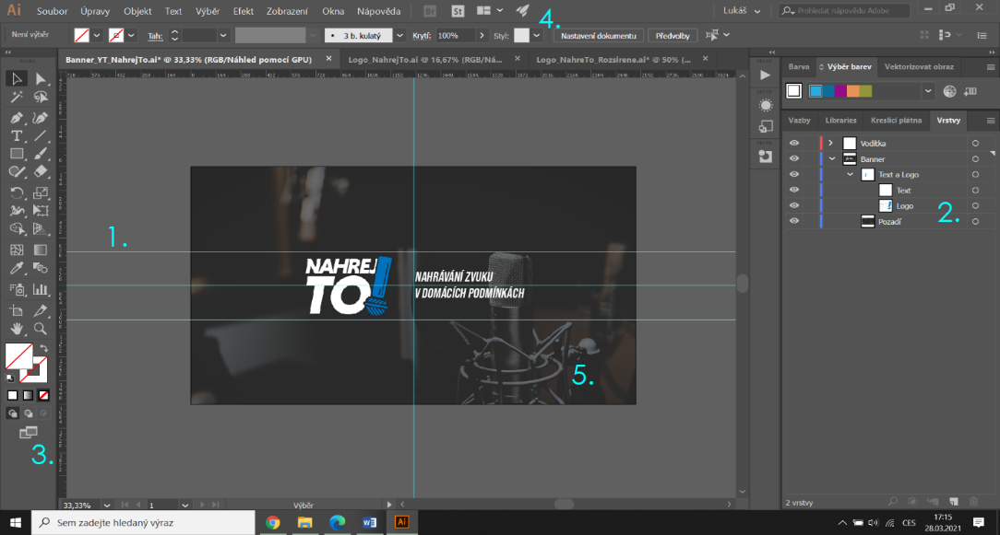 Ai Soubor Úpravy Objekt Text Výběr Efekt Zobrazení Okna Nápověda Br St Lukáš Prohledat nápovědu Adobe
4.
Není výběr Tah: 3 b. kulatý Krytí: 100% Styl: Nastavení dokumentu Předvolby
Banner_YT_NahrejTo.ai* @ 33,33% (RGB/Náhled pomocí GPU) × Logo_NahrejTo.ai @ 16,67% (RGB/Ná... × Logo_NahreTo_Rozsirene.ai* @ 50% (... ×
Barva Výběr barev Vektorizovat obraz
Vazby Libraries Kreslicí plátna Vrstvy
Vodítka
Banner
Text a Logo
Text
Logo
Pozadí
2.
1.
NAHREJ
TO!
NAHRÁVÁNÍ ZVUKU
V DOMÁCÍCH PODMÍNKÁCH
5.
3.
33,33% 1 Výběr
2 vrstvy
Sem zadejte hledaný výraz
Ai
CES
17:15
28.03.2021